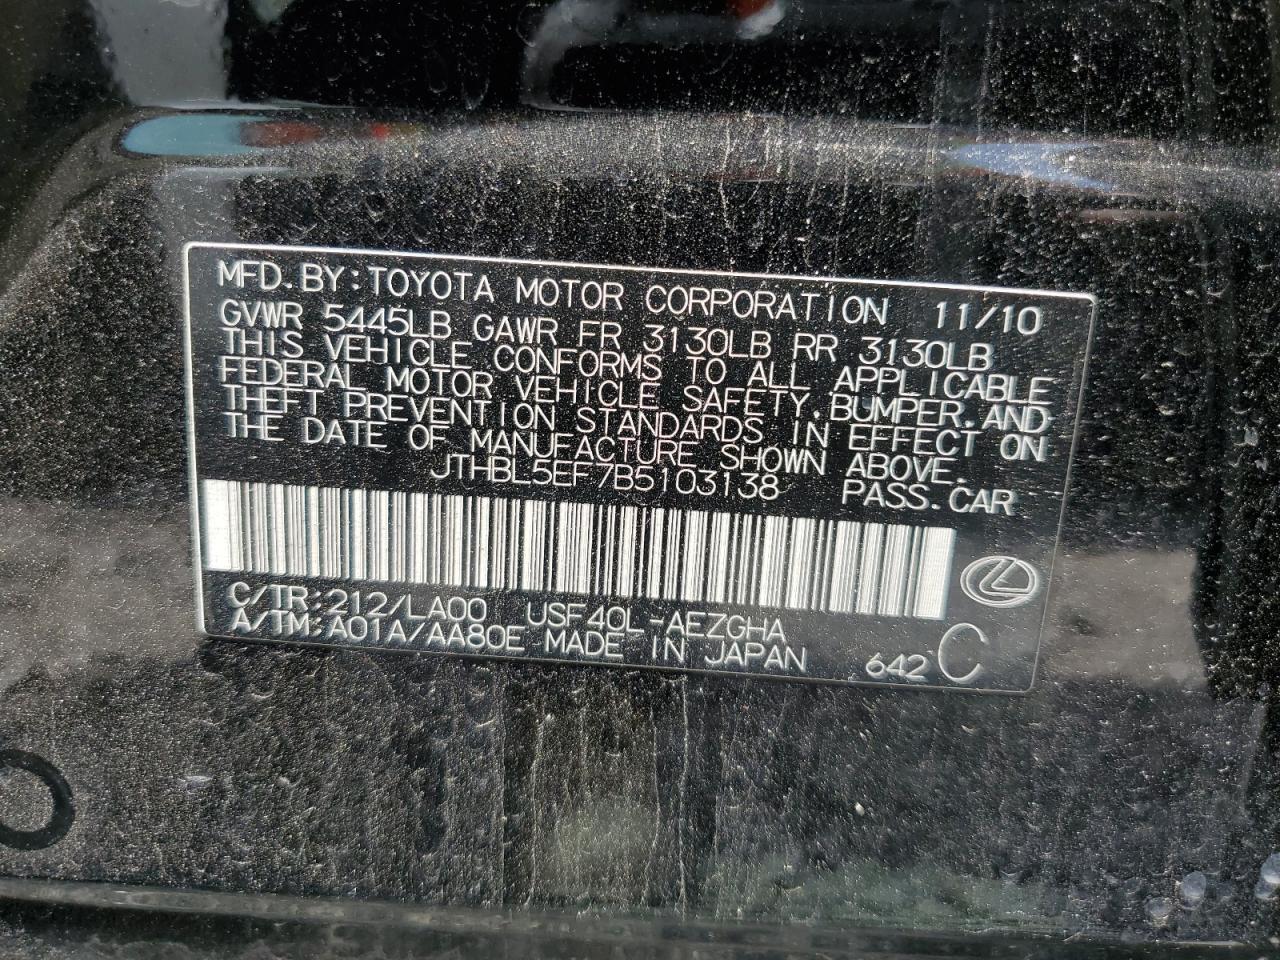 MFD.BY:TOYOTA MOTOR CORPORATION 11/10
GVWR 5445LB GAWR FR 3130LB RR 3130LB
THIS VEHICLE CONFORMS TO ALL APPLICABLE
FEDERAL MOTOR VEHICLE SAFETY,BUMPER,AND
THEFT PREVENTION STANDARDS IN EFFECT ON
THE DATE OF MANUFACTURE SHOWN ABOVE.
JTHBL5EF7B5103138 PASS.CAR
C/TR:212/LA00 USF40L-AEZGHA
A/TM:A01A/AA80E MADE IN JAPAN 642 C